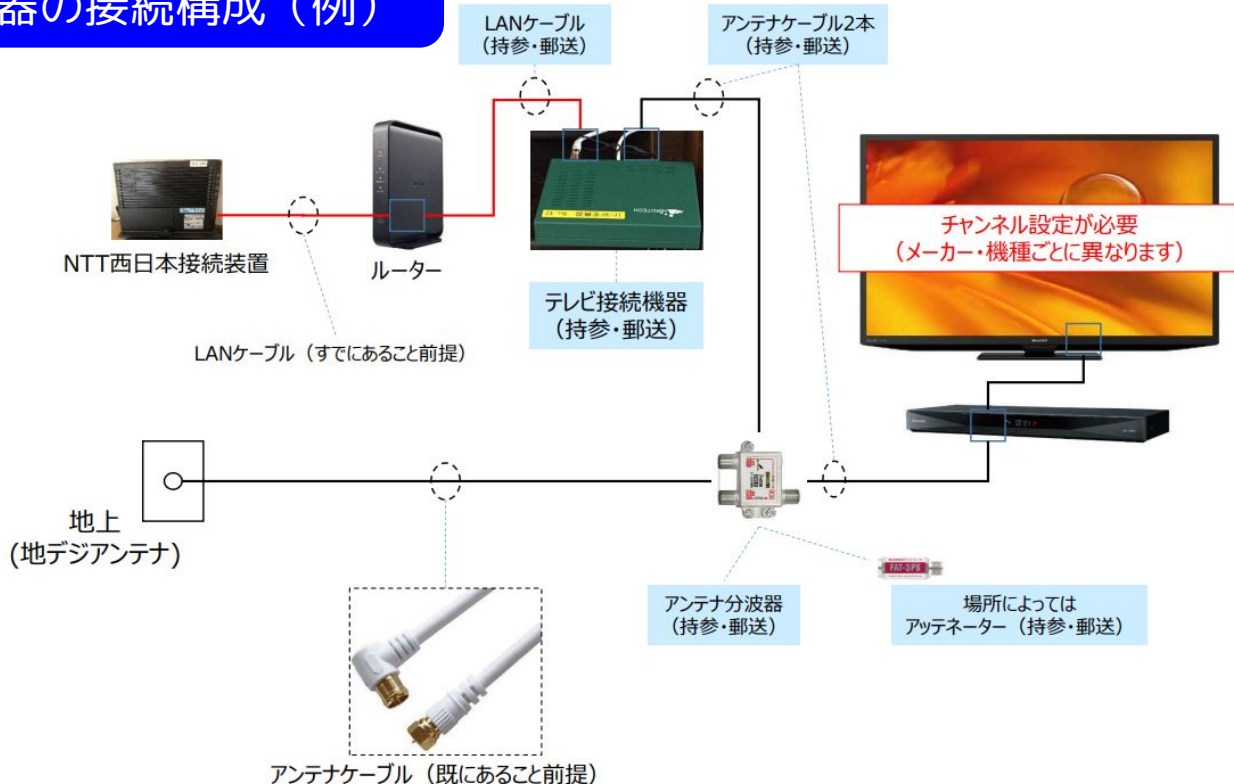 器の接続構成（例）
LANケーブル
（持参・郵送）
アンテナケーブル2本
（持参・郵送）
NTT西日本接続装置
ルーター
テレビ接続機器
（持参・郵送）
チャンネル設定が必要
（メーカー・機種ごとに異なります）
LANケーブル（すでにあること前提）
地上
(地デジアンテナ)
アンテナ分波器
（持参・郵送）
FAT-3PS
場所によっては
アッテネーター（持参・郵送）
アンテナケーブル（既にあること前提）